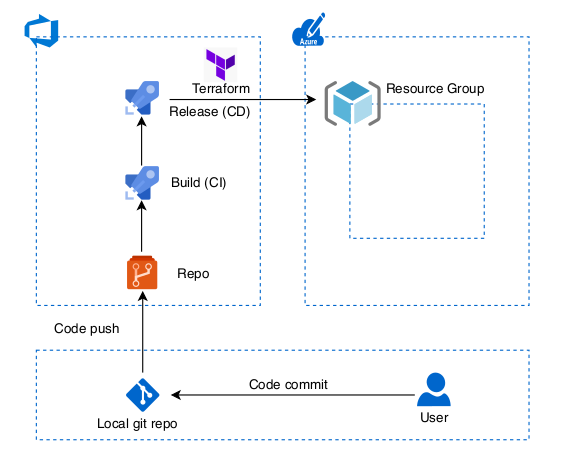 Azure
Terraform
Resource Group
Release (CD)
Build (CI)
Repo
Code push
Code commit
Local git repo
User